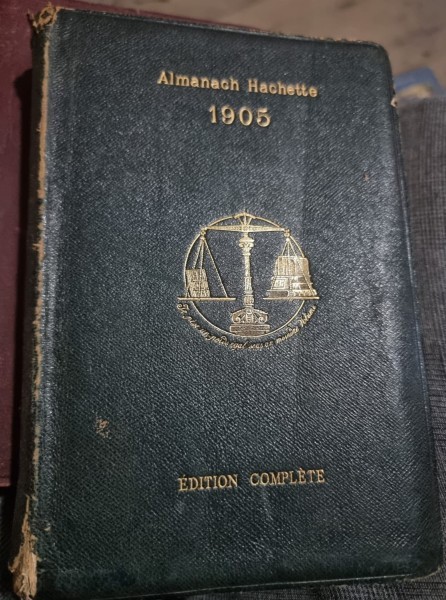 Almanach Hachette
1905
ÉDITION COMPLÈTE